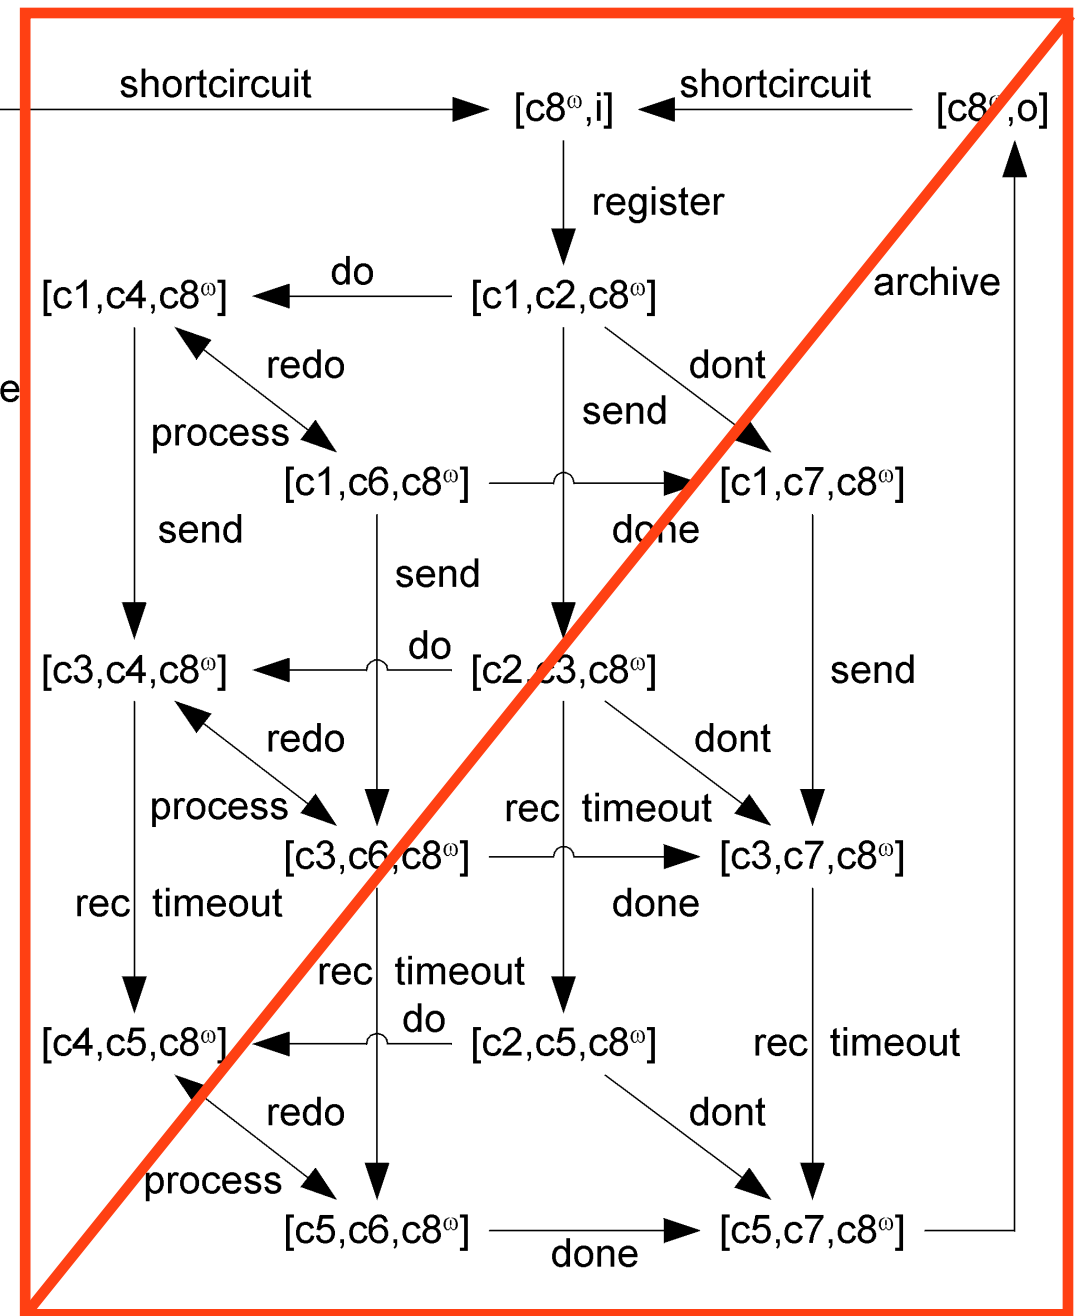 shortcircuit shortcircuit
[c8ω,i] [c8ω,o]
register
do archive
[c1,c4,c8ω] [c1,c2,c8ω]
redo dont
e send
process
[c1,c6,c8ω] [c1,c7,c8ω]
send done
send
do
[c3,c4,c8ω] [c2,c3,c8ω] send
redo dont
process rec timeout
[c3,c6,c8ω] [c3,c7,c8ω]
rec timeout done
rec timeout
do
[c4,c5,c8ω] [c2,c5,c8ω] rec timeout
redo dont
process
[c5,c6,c8ω] [c5,c7,c8ω]
done